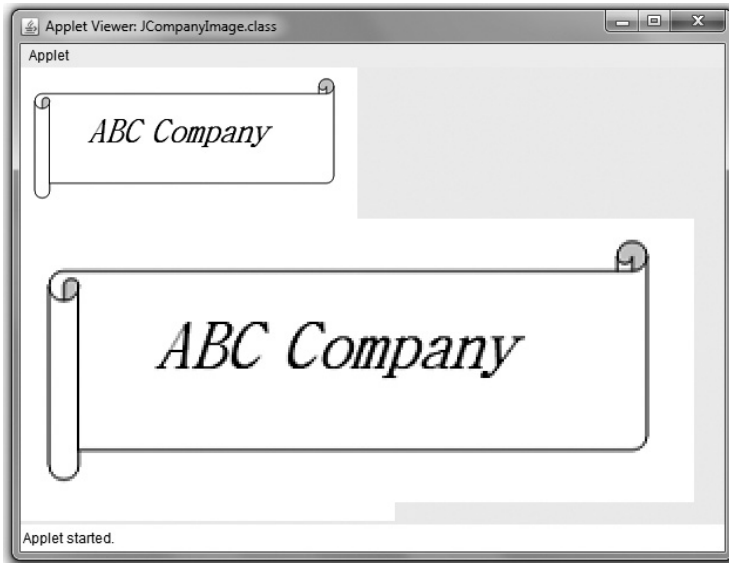 Applet Viewer: JCompanyImage.class
Applet
ABC Company
ABC Company
Applet started.